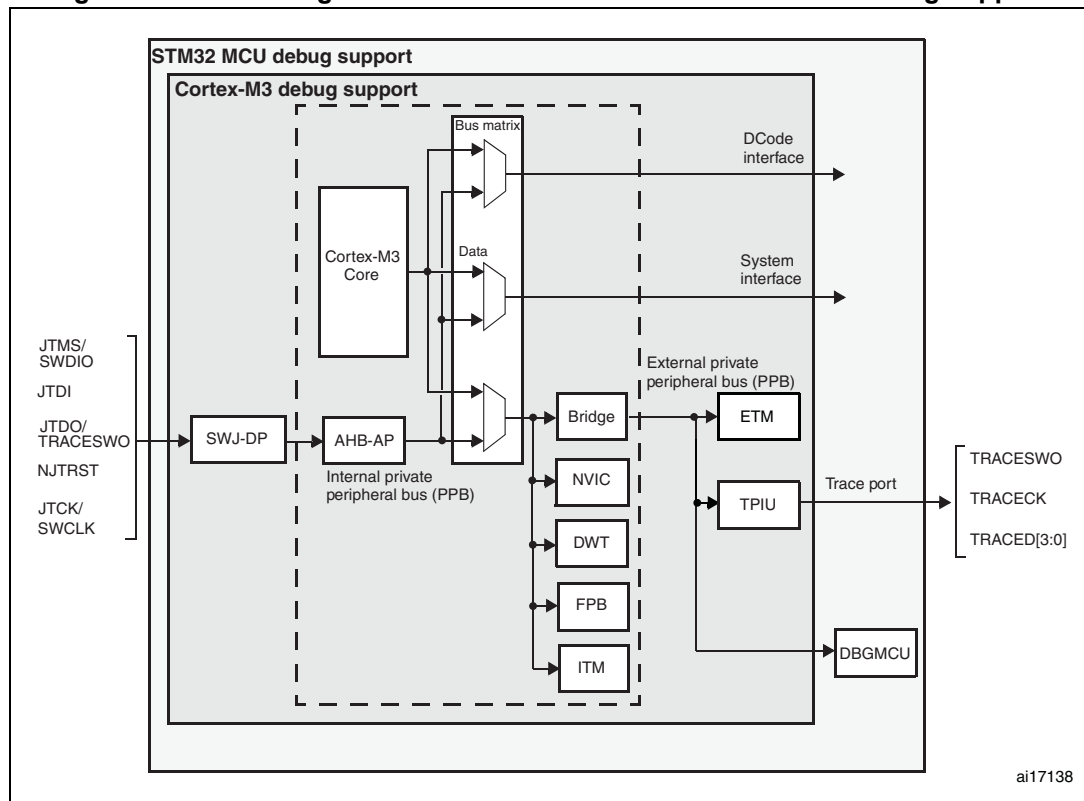 STM32 MCU debug support
Cortex-M3 debug support
Bus matrix
DCode
interface
Cortex-M3
Core
Data
System
interface
JTMS/
SWDIO
JTDI
JTDO/
TRACESWO
NJTRST
JTCK/
SWCLK
SWJ-DP
AHB-AP
Internal private
peripheral bus (PPB)
External private
peripheral bus (PPB)
Bridge
NVIC
DWT
FPB
ITM
ETM
TPIU
Trace port
TRACESWO
TRACECK
TRACED[3:0]
DBGMCU
ai17138